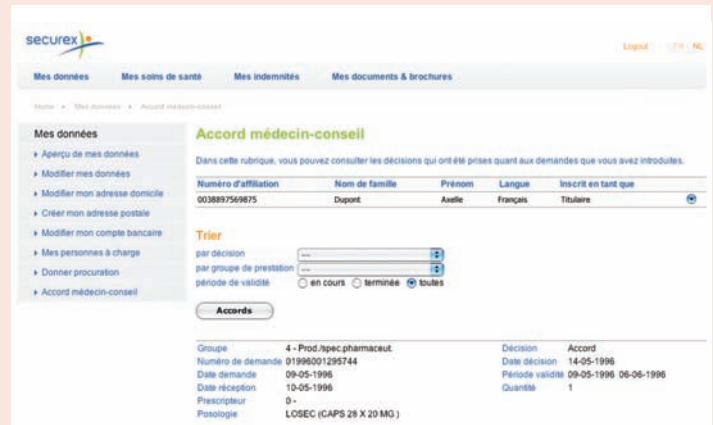 securex
Logout FR NL
Mes données Mes soins de santé Mes indemnités Mes documents & brochures
Home Mes données Accord médecin-conseil
Mes données
Aperçu de mes données
Modifier mes données
Modifier mon adresse domicile
Créer mon adresse postale
Modifier mon compte bancaire
Mes personnes à charge
Donner procuration
Accord médecin-conseil
Accord médecin-conseil
Dans cette rubrique, vous pouvez consulter les décisions qui ont été prises quant aux demandes que vous avez introduites.
Numéro d'affiliation Nom de famille Prénom Langue Inscrit en tant que
0038897569875 Dupont Axelle Français Titulaire
Trier
par décision ---
par groupe de prestation ---
période de validité en cours terminée toutes
Accords
Groupe 4 - Prod./spec.pharmaceut. Décision Accord
Numéro de demande 01996001295744 Date décision 14-05-1996
Date demande 09-05-1996 Période validité 09-05-1996 06-06-1996
Date réception 10-05-1996 Quantité 1
Prescripteur 0 -
Posologie LOSEC (CAPS 28 X 20 MG )